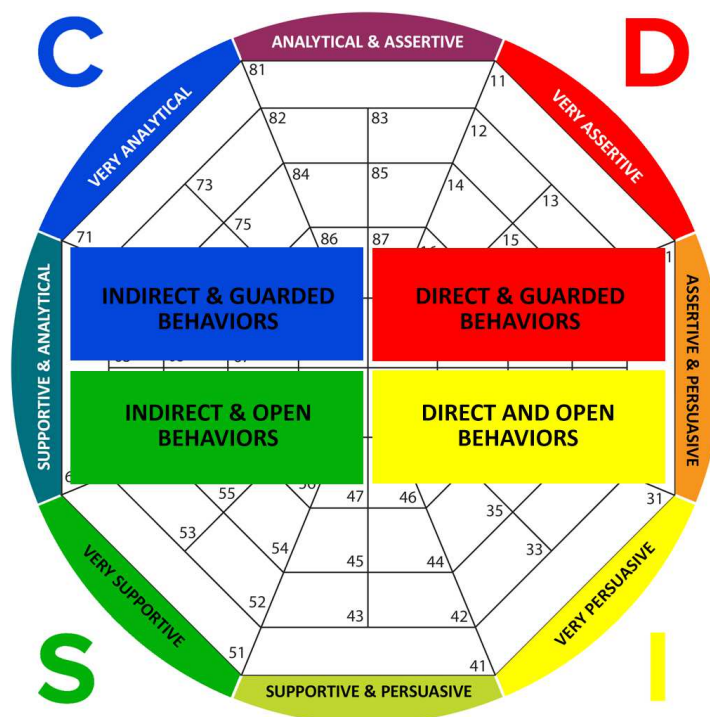 C
D
ANALYTICAL & ASSERTIVE
VERY ANALYTICAL
VERY ASSERTIVE
81
11
82
83
12
73
84
85
14
13
75
71
86
87
15
INDIRECT & GUARDED
BEHAVIORS
DIRECT & GUARDED
BEHAVIORS
SUPPORTIVE & ANALYTICAL
ASSERTIVE & PERSUASIVE
INDIRECT & OPEN
BEHAVIORS
DIRECT AND OPEN
BEHAVIORS
55
47
46
35
31
53
54
45
44
33
52
43
42
51
41
VERY SUPPORTIVE
VERY PERSUASIVE
SUPPORTIVE & PERSUASIVE
S
I